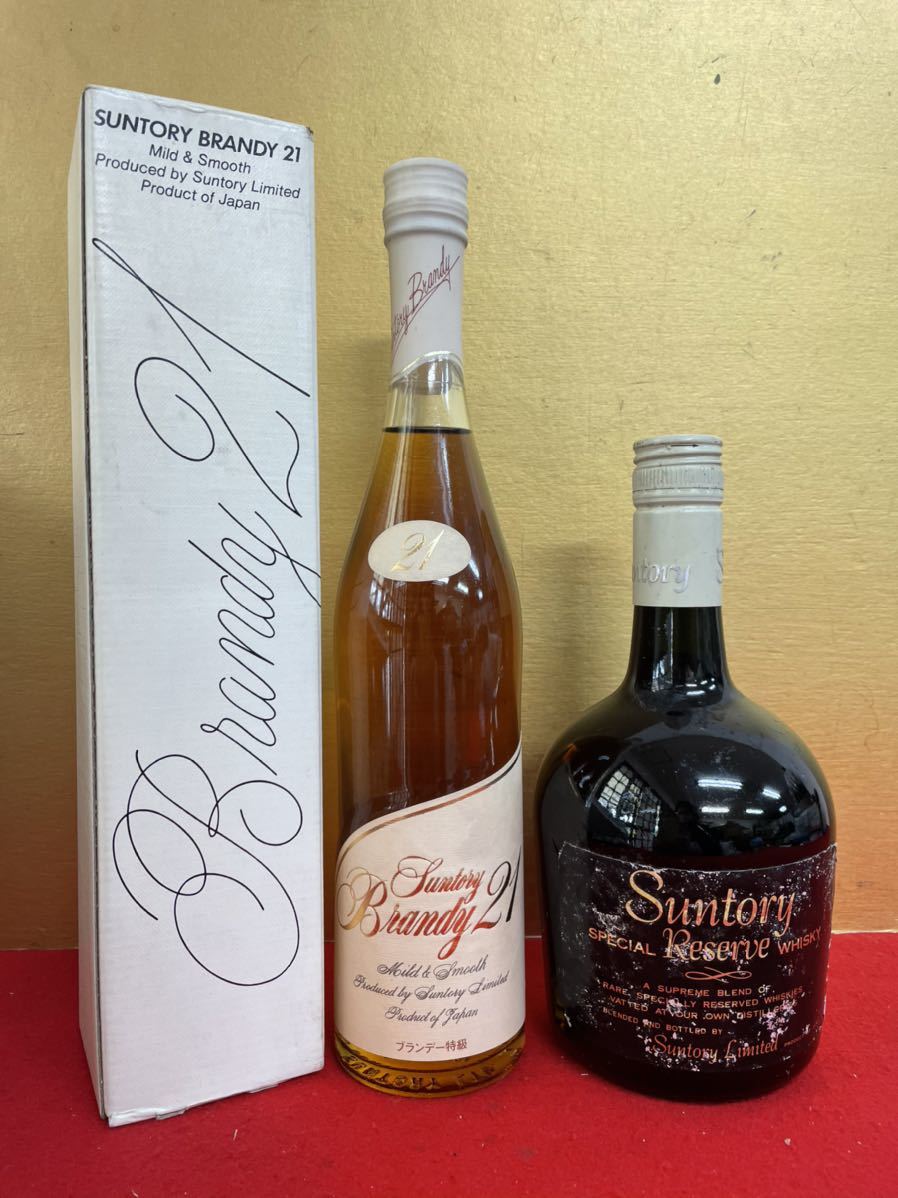 SUNTORY BRANDY 21
Mild & Smooth
Produced by Suntory Limited
Product of Japan
Brandy 21
Brandy
21
Suntory
Brandy 21
Mild & Smooth
Produced by Suntory Limited
Product of Japan
ブランデー特級
Suntory
SPECIAL Reserve WHISKY
A SUPREME BLEND OF
RARE SPECIALLY RESERVED WHISKIES
VATTED AT OUR OWN
BLENDED AND BOTTLED BY
Suntory Limited